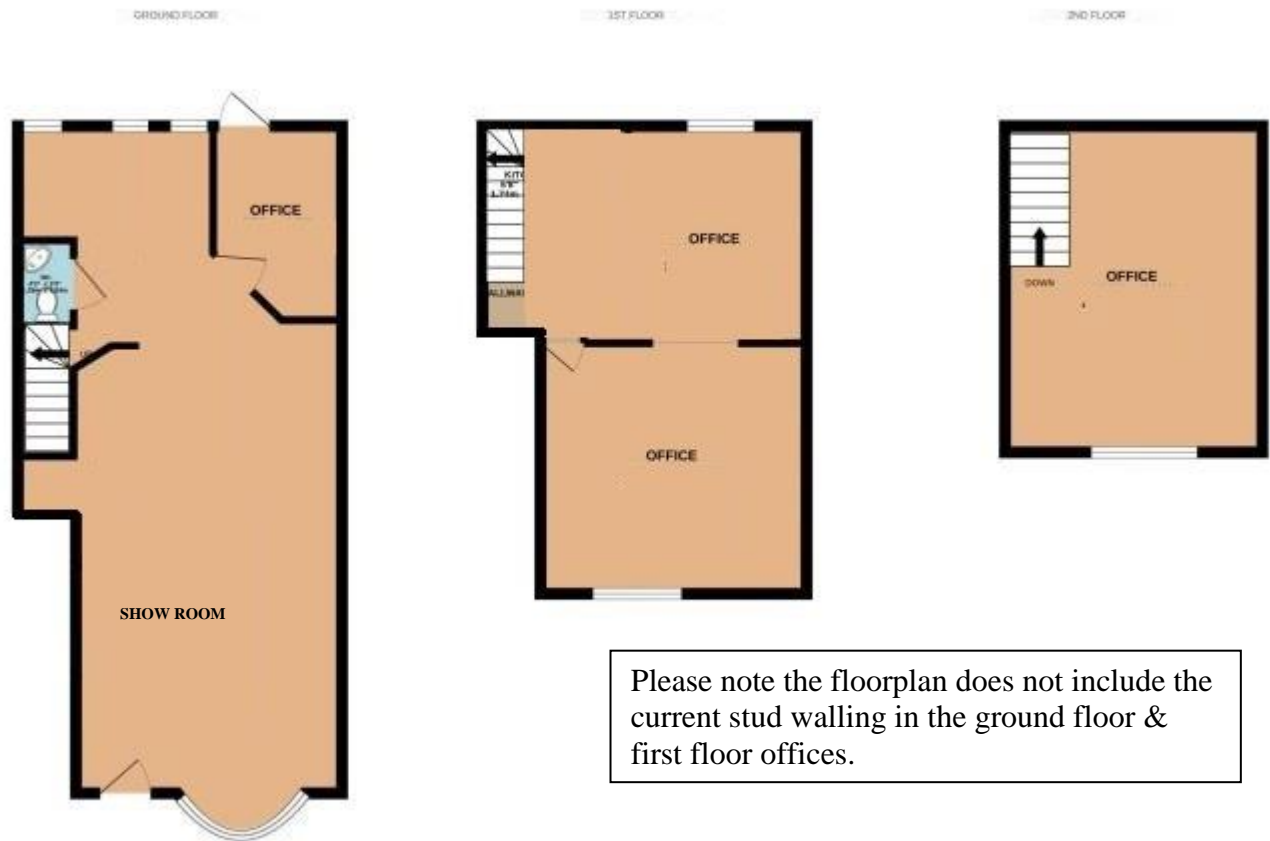 GROUND FLOOR
1ST FLOOR
2ND FLOOR
OFFICE
SHOW ROOM
OFFICE
OFFICE
OFFICE
DOWN
Please note the floorplan does not include the
current stud walling in the ground floor &
first floor offices.